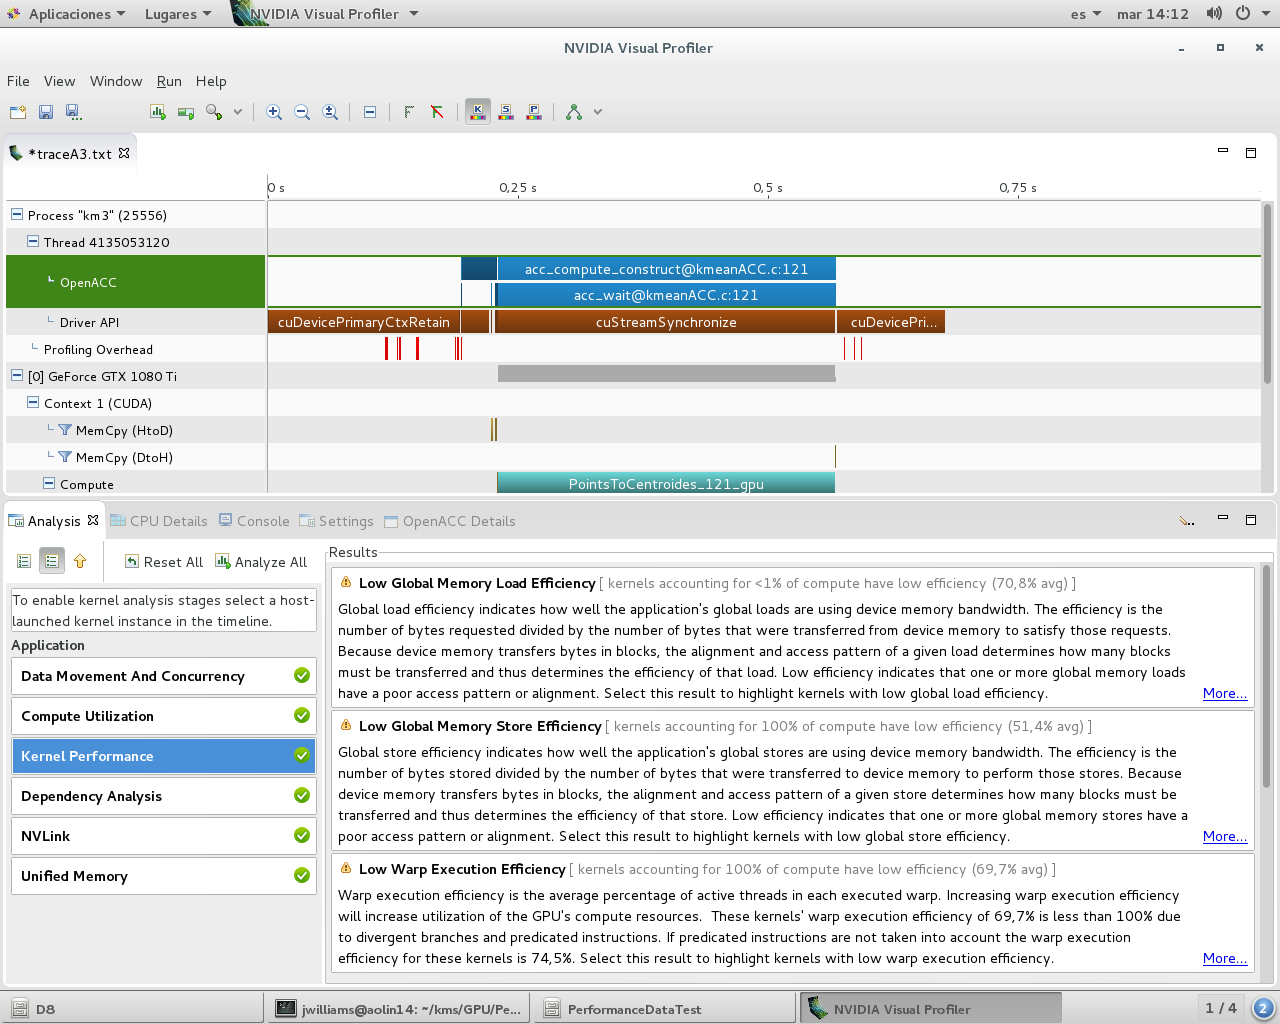 Aplicaciones Lugares NVIDIA Visual Profiler es mar 14:12
NVIDIA Visual Profiler
File View Window Run Help
K S P
*traceA3.txt
0 s 0,25 s 0,5 s 0,75 s
Process "km3" (25556)
Thread 4135053120
acc_compute_construct@kmeanACC.c:121
OpenACC
acc_wait@kmeanACC.c:121
Driver API cuDevicePrimaryCtxRetain cuStreamSynchronize cuDevicePri...
Profiling Overhead
[0] GeForce GTX 1080 Ti
Context 1 (CUDA)
MemCpy (HtoD)
MemCpy (DtoH)
Compute PointsToCentroides_121_gpu
Analysis CPU Details Console Settings OpenACC Details
Reset All Analyze All
To enable kernel analysis stages select a host-
launched kernel instance in the timeline.
Application
Data Movement And Concurrency
Compute Utilization
Kernel Performance
Dependency Analysis
NVLink
Unified Memory
Results
Low Global Memory Load Efficiency [ kernels accounting for <1% of compute have low efficiency (70,8% avg) ]
Global load efficiency indicates how well the application's global loads are using device memory bandwidth. The efficiency is the
number of bytes requested divided by the number of bytes that were transferred from device memory to satisfy those requests.
Because device memory transfers bytes in blocks, the alignment and access pattern of a given load determines how many blocks
must be transferred and thus determines the efficiency of that load. Low efficiency indicates that one or more global memory loads
have a poor access pattern or alignment. Select this result to highlight kernels with low global load efficiency. More...
Low Global Memory Store Efficiency [ kernels accounting for 100% of compute have low efficiency (51,4% avg) ]
Global store efficiency indicates how well the application's global stores are using device memory bandwidth. The efficiency is the
number of bytes stored divided by the number of bytes that were transferred to device memory to perform those stores. Because
device memory transfers bytes in blocks, the alignment and access pattern of a given store determines how many blocks must be
transferred and thus determines the efficiency of that store. Low efficiency indicates that one or more global memory stores have a
poor access pattern or alignment. Select this result to highlight kernels with low global store efficiency. More...
Low Warp Execution Efficiency [ kernels accounting for 100% of compute have low efficiency (69,7% avg) ]
Warp execution efficiency is the average percentage of active threads in each executed warp. Increasing warp execution efficiency
will increase utilization of the GPU's compute resources. These kernels' warp execution efficiency of 69,7% is less than 100% due
to divergent branches and predicated instructions. If predicated instructions are not taken into account the warp execution
efficiency for these kernels is 74,5%. Select this result to highlight kernels with low warp execution efficiency. More...
D8 jwilliams@aolin14: ~/kms/GPU/Pe... PerformanceDataTest NVIDIA Visual Profiler 1 / 4 2